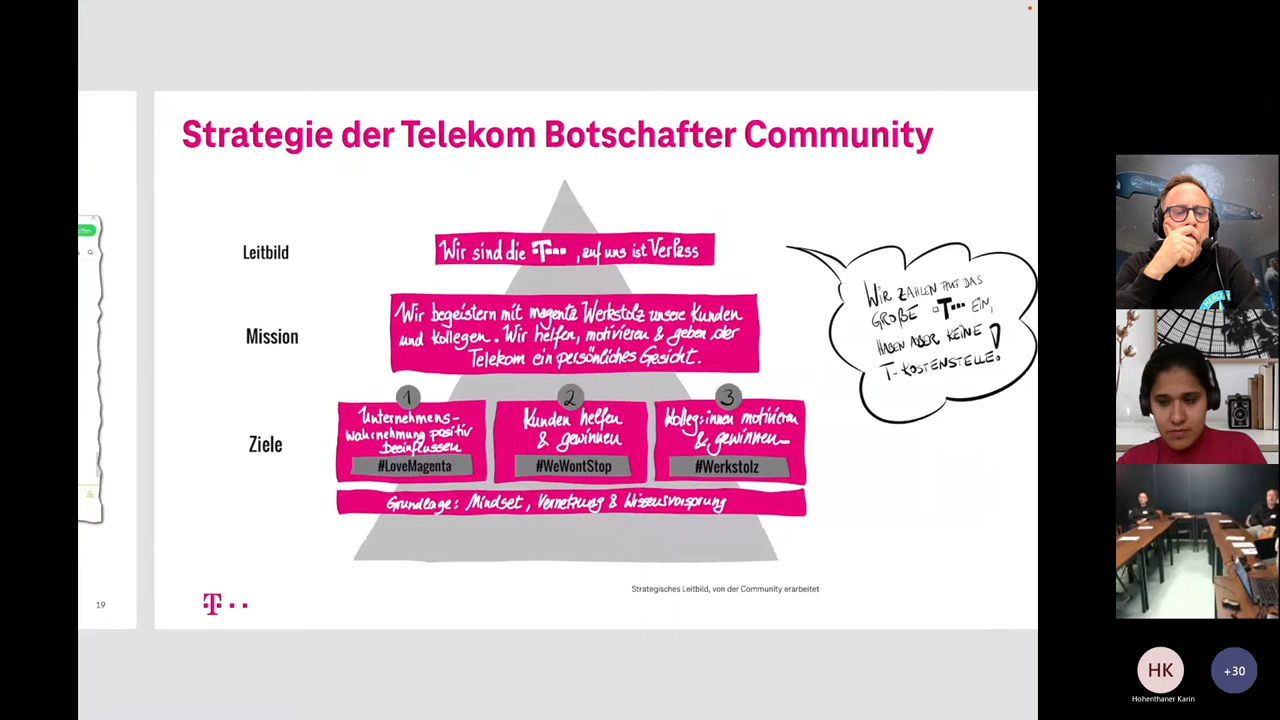 Strategie der Telekom Botschafter Community
Leitbild
Wir sind die T..., auf uns ist Verlass
Mission
Wir begeistern mit magenta Werkstolz unsere Kunden
und Kollegen. Wir helfen, motivieren & geben der
Telekom ein persönliches Gesicht.
Ziele
1
Unternehmens-
wahrnehmung positiv
beeinflussen
#LoveMagenta
2
Kunden helfen
& gewinnen
#WeWontStop
3
Kolleg:innen motivieren
& gewinnen
#Werkstolz
Grundlage: Mindset, Vernetzung & Wissensvorsprung
WIR ZAHLEN AUF DAS
GROßE T... EIN,
HABEN ABER KEINE
T-KOSTENSTELLE!
Strategisches Leitbild, von der Community erarbeitet
19
T
HK
+30
Hohenthaner Karin